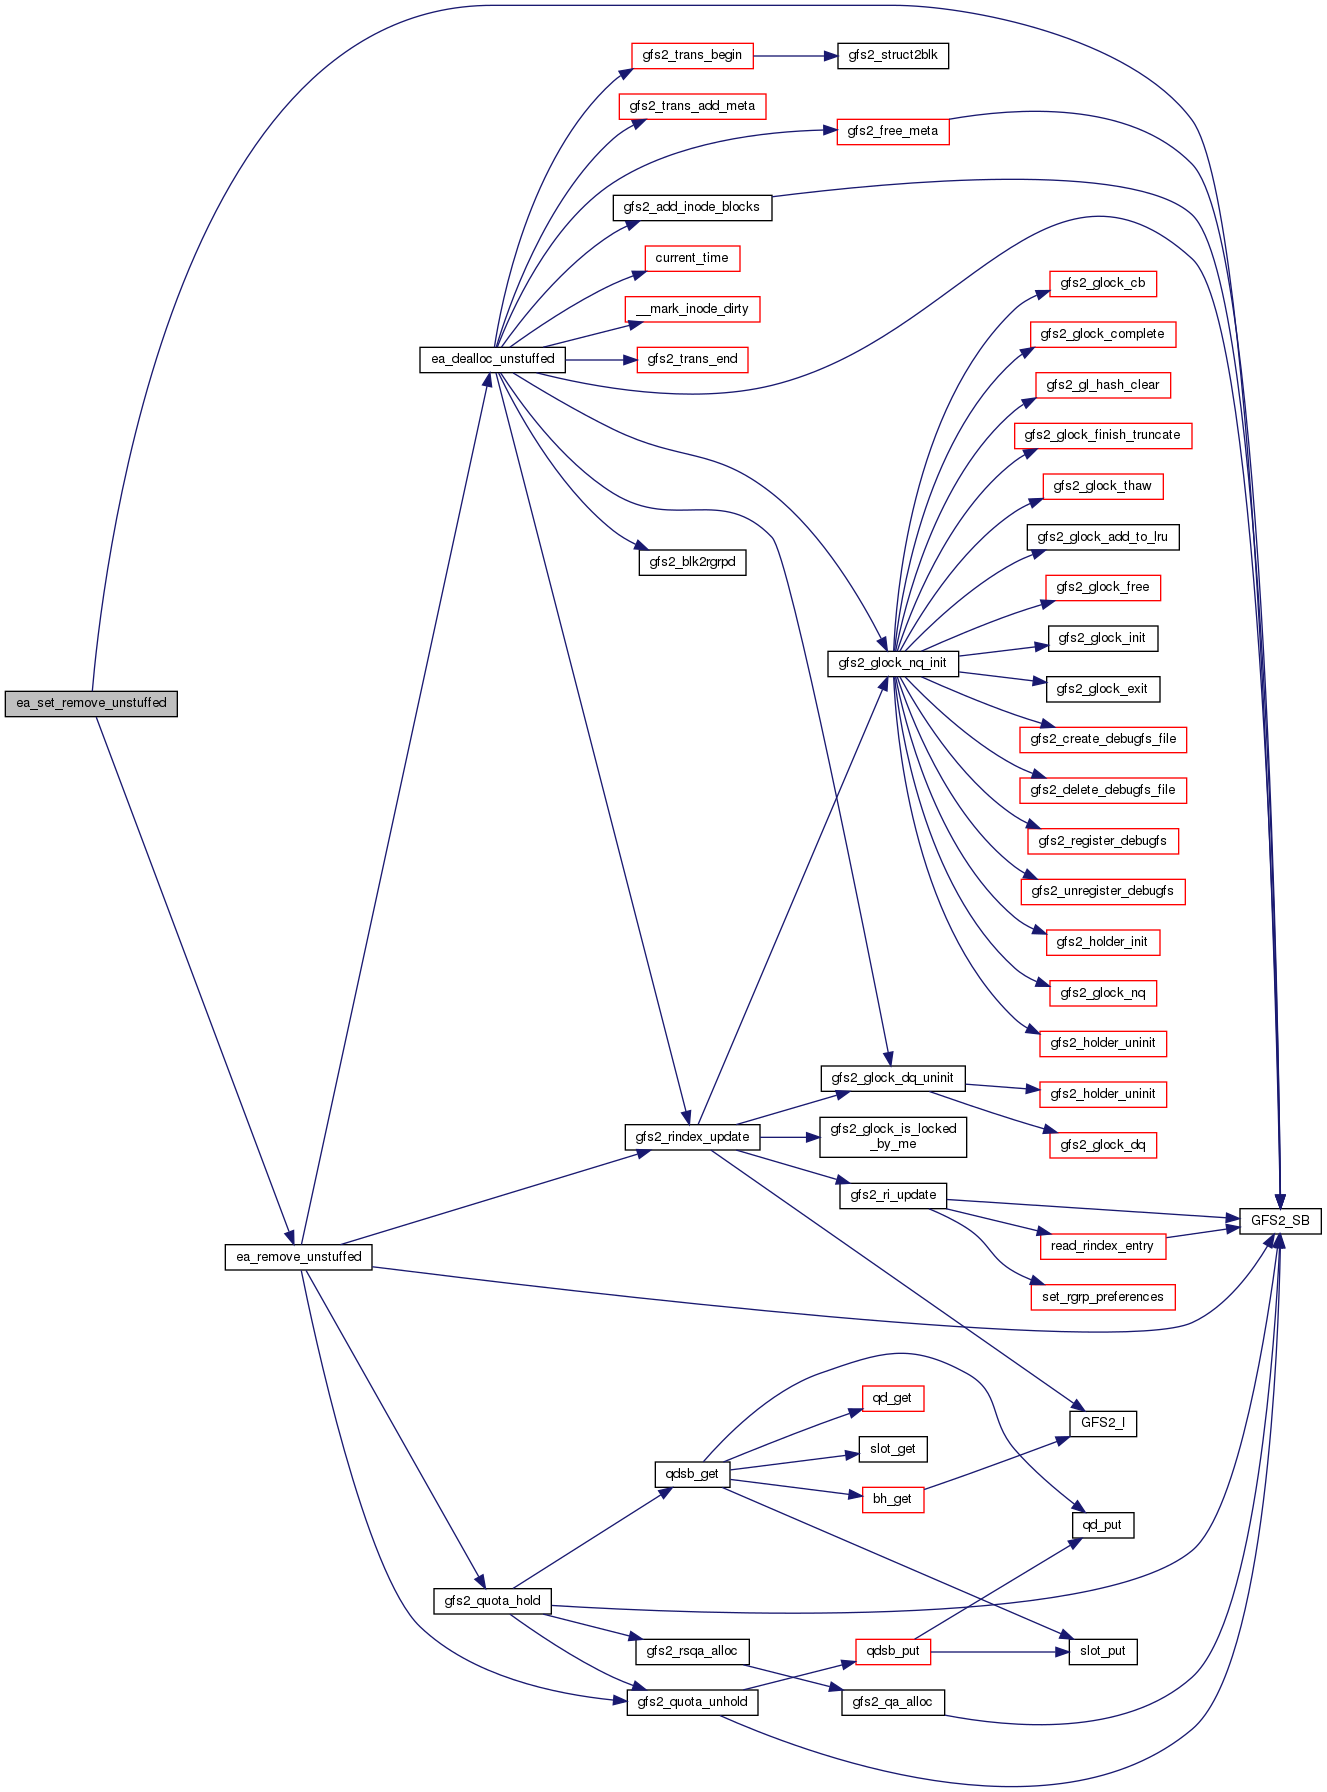 gfs2_trans_begin
gfs2_struct2blk
gfs2_trans_add_meta
gfs2_free_meta
gfs2_add_inode_blocks
current_time
gfs2_glock_cb
__mark_inode_dirty
gfs2_glock_complete
ea_dealloc_unstuffed
gfs2_trans_end
gfs2_gl_hash_clear
gfs2_glock_finish_truncate
gfs2_glock_thaw
gfs2_glock_add_to_lru
gfs2_blk2rgrpd
gfs2_glock_free
gfs2_glock_init
gfs2_glock_nq_init
gfs2_glock_exit
ea_set_remove_unstuffed
gfs2_create_debugfs_file
gfs2_delete_debugfs_file
gfs2_register_debugfs
gfs2_unregister_debugfs
gfs2_holder_init
gfs2_glock_nq
gfs2_holder_uninit
gfs2_glock_dq_uninit
gfs2_holder_uninit
gfs2_rindex_update
gfs2_glock_is_locked
_by_me
gfs2_glock_dq
gfs2_ri_update
GFS2_SB
read_rindex_entry
ea_remove_unstuffed
set_rgrp_preferences
qd_get
GFS2_I
slot_get
qdsb_get
bh_get
qd_put
gfs2_quota_hold
gfs2_rsqa_alloc
qdsb_put
slot_put
gfs2_quota_unhold
gfs2_qa_alloc